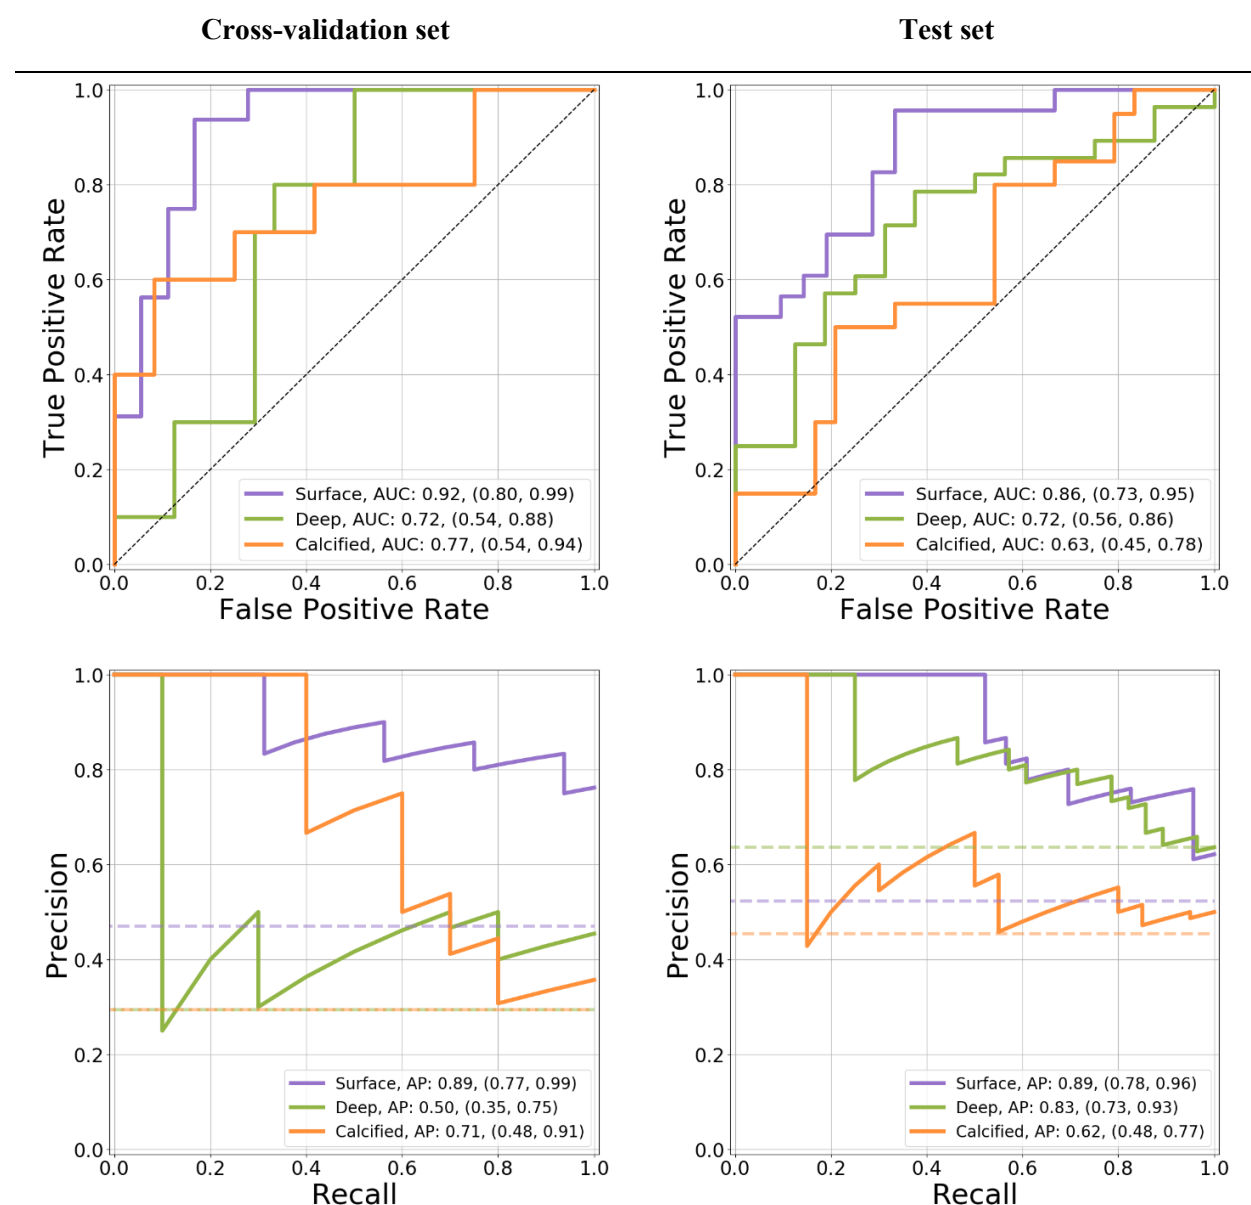 Cross-validation set
Test set
1.0
0.8
0.6
0.4
0.2
0.0
True Positive Rate
Surface, AUC: 0.92, (0.80, 0.99)
Deep, AUC: 0.72, (0.54, 0.88)
Calcified, AUC: 0.77, (0.54, 0.94)
0.0 0.2 0.4 0.6 0.8 1.0
False Positive Rate
1.0
0.8
0.6
0.4
0.2
0.0
True Positive Rate
Surface, AUC: 0.86, (0.73, 0.95)
Deep, AUC: 0.72, (0.56, 0.86)
Calcified, AUC: 0.63, (0.45, 0.78)
0.0 0.2 0.4 0.6 0.8 1.0
False Positive Rate
1.0
0.8
0.6
0.4
0.2
0.0
Precision
Surface, AP: 0.89, (0.77, 0.99)
Deep, AP: 0.50, (0.35, 0.75)
Calcified, AP: 0.71, (0.48, 0.91)
0.0 0.2 0.4 0.6 0.8 1.0
Recall
1.0
0.8
0.6
0.4
0.2
0.0
Precision
Surface, AP: 0.89, (0.78, 0.96)
Deep, AP: 0.83, (0.73, 0.93)
Calcified, AP: 0.62, (0.48, 0.77)
0.0 0.2 0.4 0.6 0.8 1.0
Recall